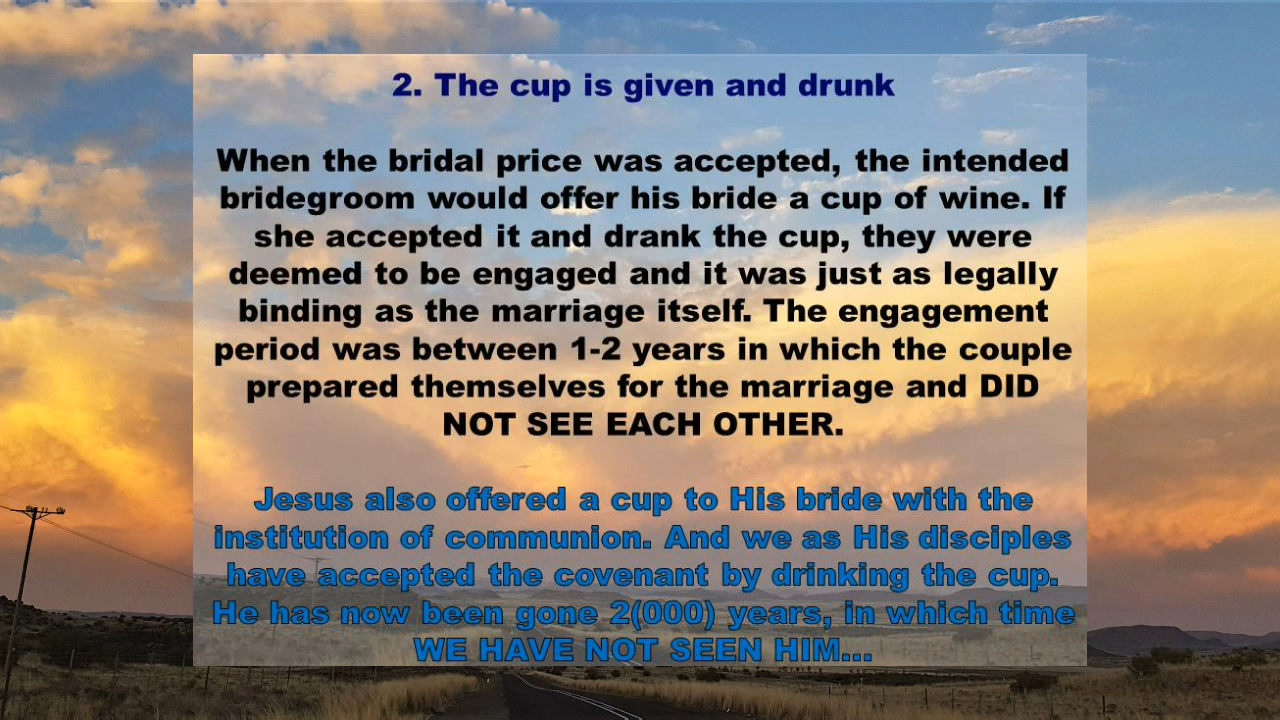 2. The cup is given and drunk
When the bridal price was accepted, the intended
bridegroom would offer his bride a cup of wine. If
she accepted it and drank the cup, they were
deemed to be engaged and it was just as legally
binding as the marriage itself. The engagement
period was between 1-2 years in which the couple
prepared themselves for the marriage and DID
NOT SEE EACH OTHER.
Jesus also offered a cup to His bride with the
institution of communion. And we as His disciples
have accepted the covenant by drinking the cup.
He has now been gone 2(000) years, in which time
WE HAVE NOT SEEN HIM...